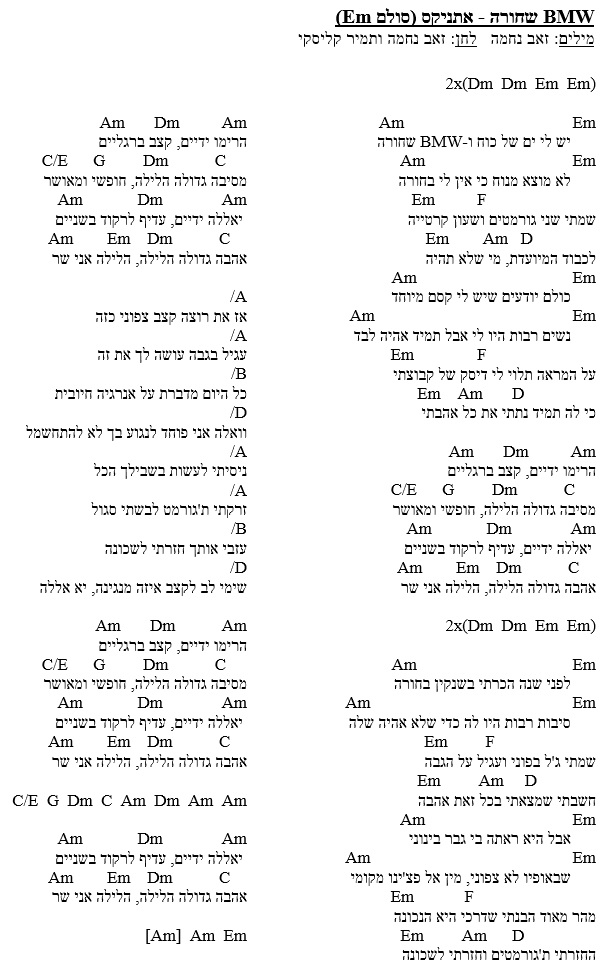 BMW שחורה - אתניקס (סולם Em)
מילים: זאב נחמה לחן: זאב נחמה ותמיר קליסקי
2x(Dm Dm Em Em)
Am Em
יש לי ים של כוח ו-BMW שחורה
Am Em
לא מוצא מנוח כי אין לי בחורה
Em F
שמתי שני גורמטים ושעון קרטייה
Em Am D
לכבוד המיועדת, מי שלא תהיה
Am Em
כולם יודעים שיש לי קסם מיוחד
Am Em
נשים רבות היו לי אבל תמיד אהיה לבד
Em F
על המראה תלוי לי דיסק של קבוצתי
Em Am D
כי לה תמיד נתתי את כל אהבתי
Am Dm Am
הרימו ידיים, קצב ברגליים
C/E G Dm C
מסיבה גדולה הלילה, חופשי ומאושר
Am Dm Am
יאללה ידיים, עדיף לרקוד בשניים
Am Em Dm C
אהבה גדולה הלילה, הלילה אני שר
2x(Dm Dm Em Em)
Am Em
לפני שנה הכרתי בשנקין בחורה
Am Em
סיבות רבות היו לה כדי שלא אהיה שלה
Em F
שמתי ג'ל בפוני ועגיל על הגבה
Em Am D
חשבתי שמצאתי בכל זאת אהבה
Am Em
אבל היא ראתה בי גבר בינוני
Am Em
שבאופיו לא צפוני, מין אל פצ'ינו מקומי
Em F
מהר מאוד הבנתי שדרכי היא הנכונה
Em Am D
החזרתי ת'גורמטים וחזרתי לשכונה
Am Dm Am
הרימו ידיים, קצב ברגליים
C/E G Dm C
מסיבה גדולה הלילה, חופשי ומאושר
Am Dm Am
יאללה ידיים, עדיף לרקוד בשניים
Am Em Dm C
אהבה גדולה הלילה, הלילה אני שר
/A
אז את רוצה קצב צפוני כזה
/A
עגיל בגבה עושה לך את זה
/B
כל היום מדברת על אנרגיה חיובית
/D
וואלה אני פוחד לנגוע בך לא להתחשמל
/A
ניסיתי לעשות בשבילך הכל
/A
זרקתי ת'גורמט לבשתי סגול
/B
עזבי אותך חזרתי לשכונה
/D
שימי לב לקצב איזה מנגינה, יא אללה
Am Dm Am
הרימו ידיים, קצב ברגליים
C/E G Dm C
מסיבה גדולה הלילה, חופשי ומאושר
Am Dm Am
יאללה ידיים, עדיף לרקוד בשניים
Am Em Dm C
אהבה גדולה הלילה, הלילה אני שר
C/E G Dm C Am Dm Am Am
Am Dm Am
יאללה ידיים, עדיף לרקוד בשניים
Am Em Dm C
אהבה גדולה הלילה, הלילה אני שר
[Am] Am Em